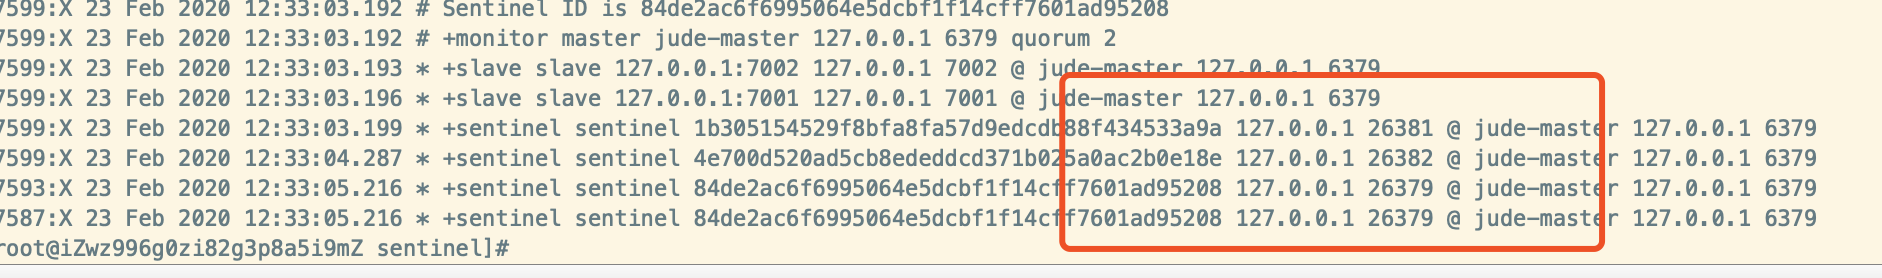 7599:X 23 Feb 2020 12:33:03.192 # Sentinel ID is 84de2ac6f6995064e5dcbf1f14cff7601ad95208
7599:X 23 Feb 2020 12:33:03.192 # +monitor master jude-master 127.0.0.1 6379 quorum 2
7599:X 23 Feb 2020 12:33:03.193 * +slave slave 127.0.0.1:7002 127.0.0.1 7002 @ jude-master 127.0.0.1 6379
7599:X 23 Feb 2020 12:33:03.196 * +slave slave 127.0.0.1:7001 127.0.0.1 7001 @ jude-master 127.0.0.1 6379
7599:X 23 Feb 2020 12:33:03.199 * +sentinel sentinel 1b305154529f8bfa8fa57d9edcdb88f434533a9a 127.0.0.1 26381 @ jude-master 127.0.0.1 6379
7599:X 23 Feb 2020 12:33:04.287 * +sentinel sentinel 4e700d520ad5cb8ededdcd371b025a0ac2b0e18e 127.0.0.1 26382 @ jude-master 127.0.0.1 6379
7593:X 23 Feb 2020 12:33:05.216 * +sentinel sentinel 84de2ac6f6995064e5dcbf1f14cff7601ad95208 127.0.0.1 26379 @ jude-master 127.0.0.1 6379
7587:X 23 Feb 2020 12:33:05.216 * +sentinel sentinel 84de2ac6f6995064e5dcbf1f14cff7601ad95208 127.0.0.1 26379 @ jude-master 127.0.0.1 6379
root@iZwz996g0zi82g3p8a5i9mZ sentinel]#